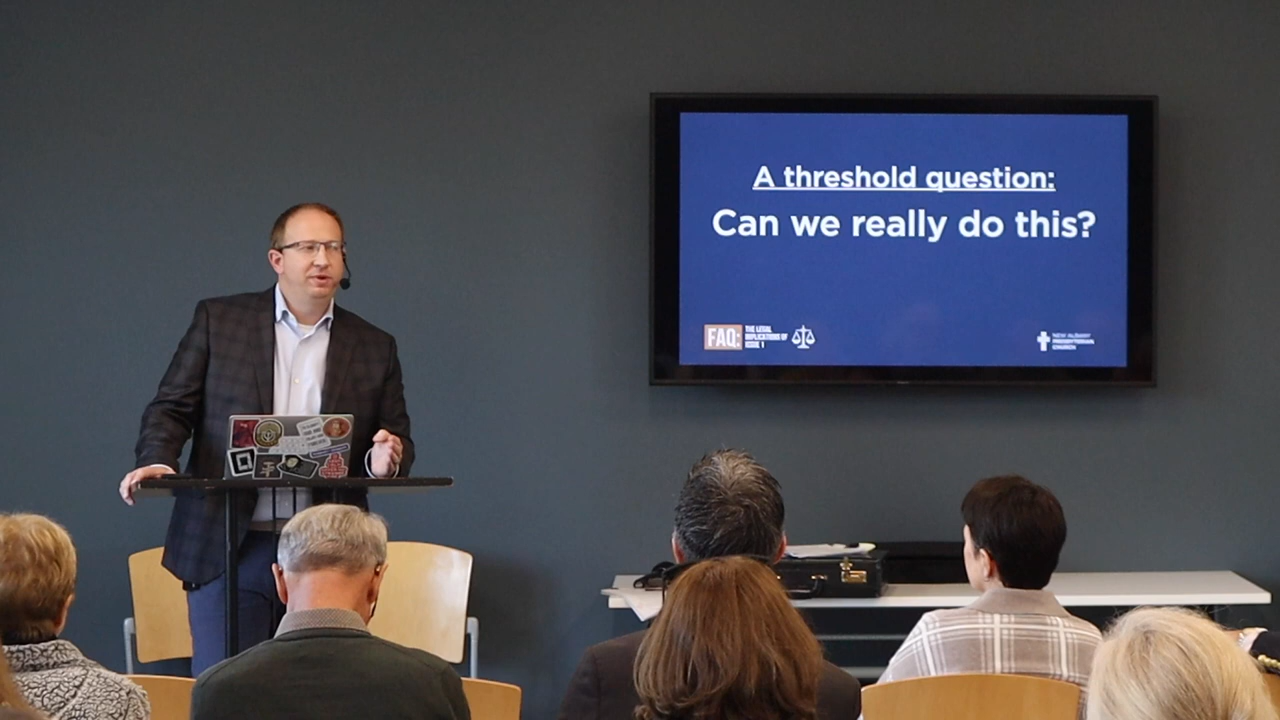 A threshold question:
Can we really do this?
FAQ:
THE LEGAL
IMPLICATIONS OF
ISSUE 1
NEW ALBANY
PRESBYTERIAN
CHURCH